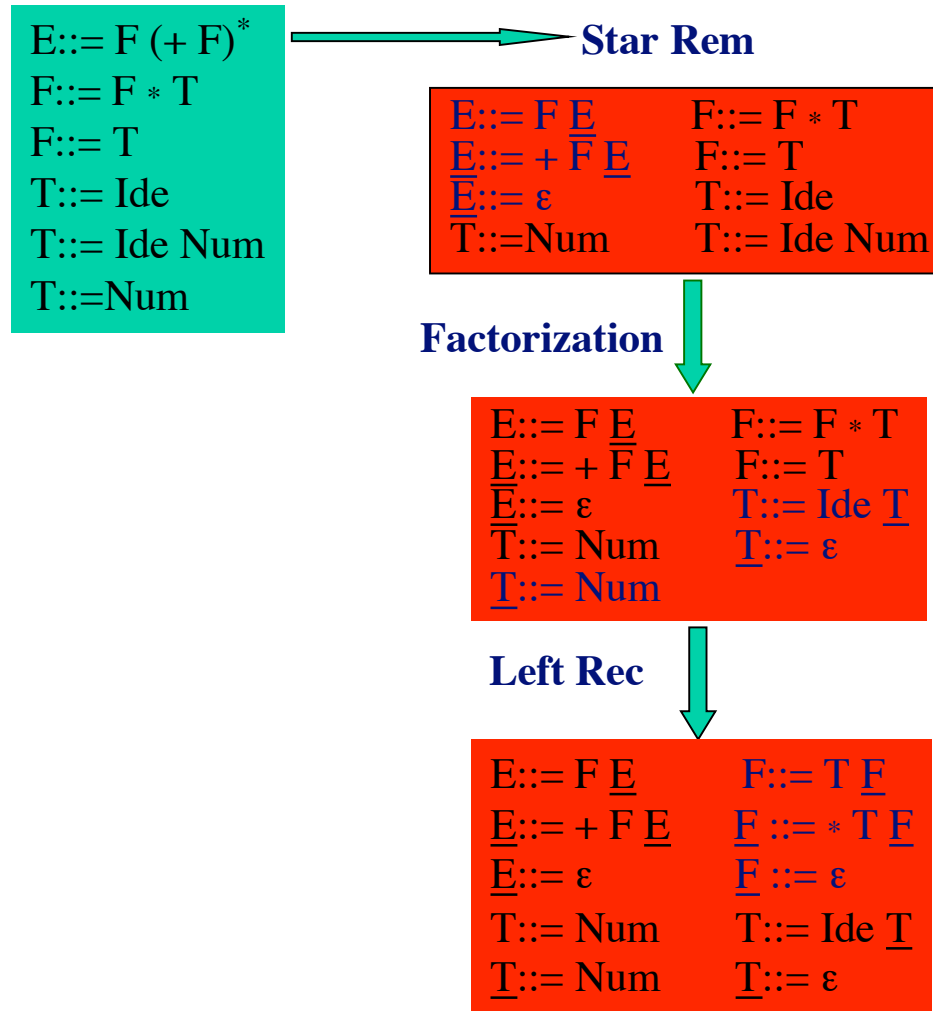 E::= F (+ F)*
F::= F * T
F::= T
T::= Ide
T::= Ide Num
T::=Num
Star Rem
E::= F E F::= F * T
E::= + F E F::= T
E::= ε T::= Ide
T::=Num T::= Ide Num
Factorization
E::= F E F::= F * T
E::= + F E F::= T
E::= ε T::= Ide T
T::= Num T::= ε
T::= Num
Left Rec
E::= F E F::= T F
E::= + F E F ::= * T F
E::= ε F ::= ε
T::= Num T::= Ide T
T::= Num T::= ε